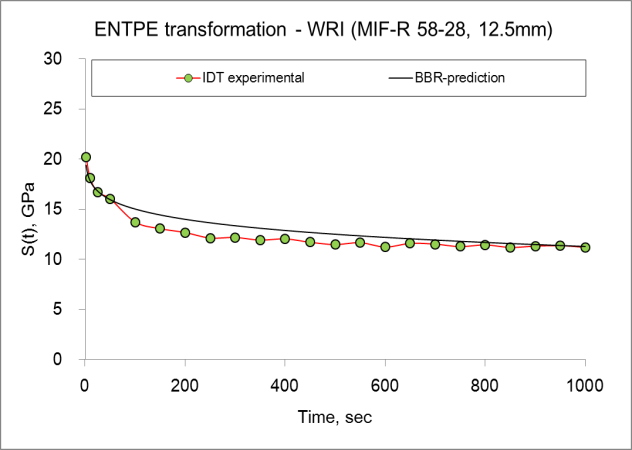 ENTPE transformation - WRI (MIF-R 58-28, 12.5mm)
IDT experimental
BBR-prediction
S(t), GPa
30
25
20
15
10
5
0
0 200 400 600 800 1000
Time, sec